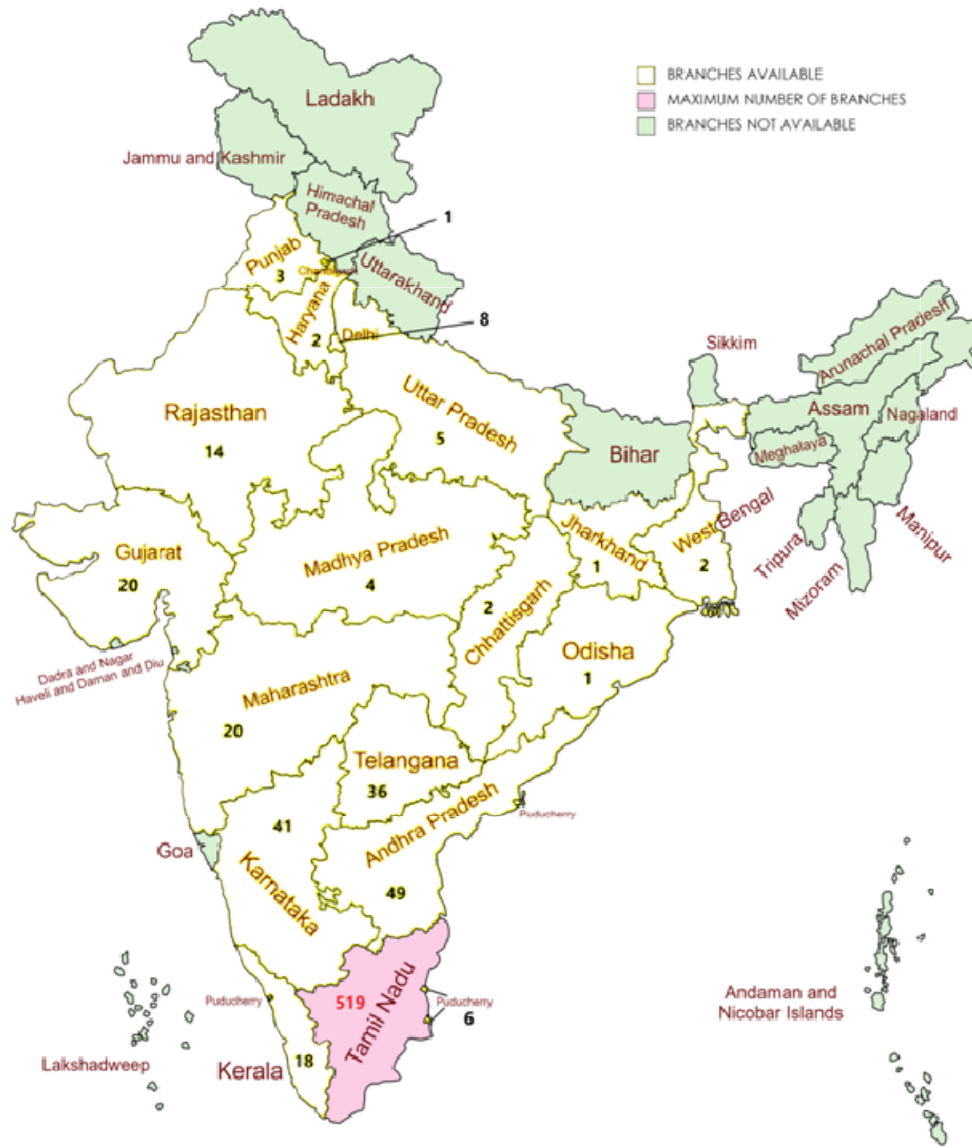 BRANCHES AVAILABLE
MAXIMUM NUMBER OF BRANCHES
BRANCHES NOT AVAILABLE
Ladakh
Jammu and Kashmir
Himachal
Pradesh
1
Punjab
3
Chandigarh
Uttarakhand
Haryana
2
Delhi
8
Rajasthan
14
Uttar Pradesh
5
Sikkim
Arunachal Pradesh
Assam
Nagaland
Meghalaya
Manipur
Tripura
Mizoram
Bihar
Gujarat
20
Madhya Pradesh
4
Jharkhand
1
West Bengal
2
2
Chhattisgarh
Odisha
1
Dadra and Nagar
Haveli and Daman and Diu
Maharashtra
20
Telangana
36
Andhra Pradesh
49
Puducherry
41
Karnataka
Goa
519
Tamil Nadu
Puducherry
Puducherry
6
Kerala
18
Lakshadweep
Andaman and
Nicobar Islands